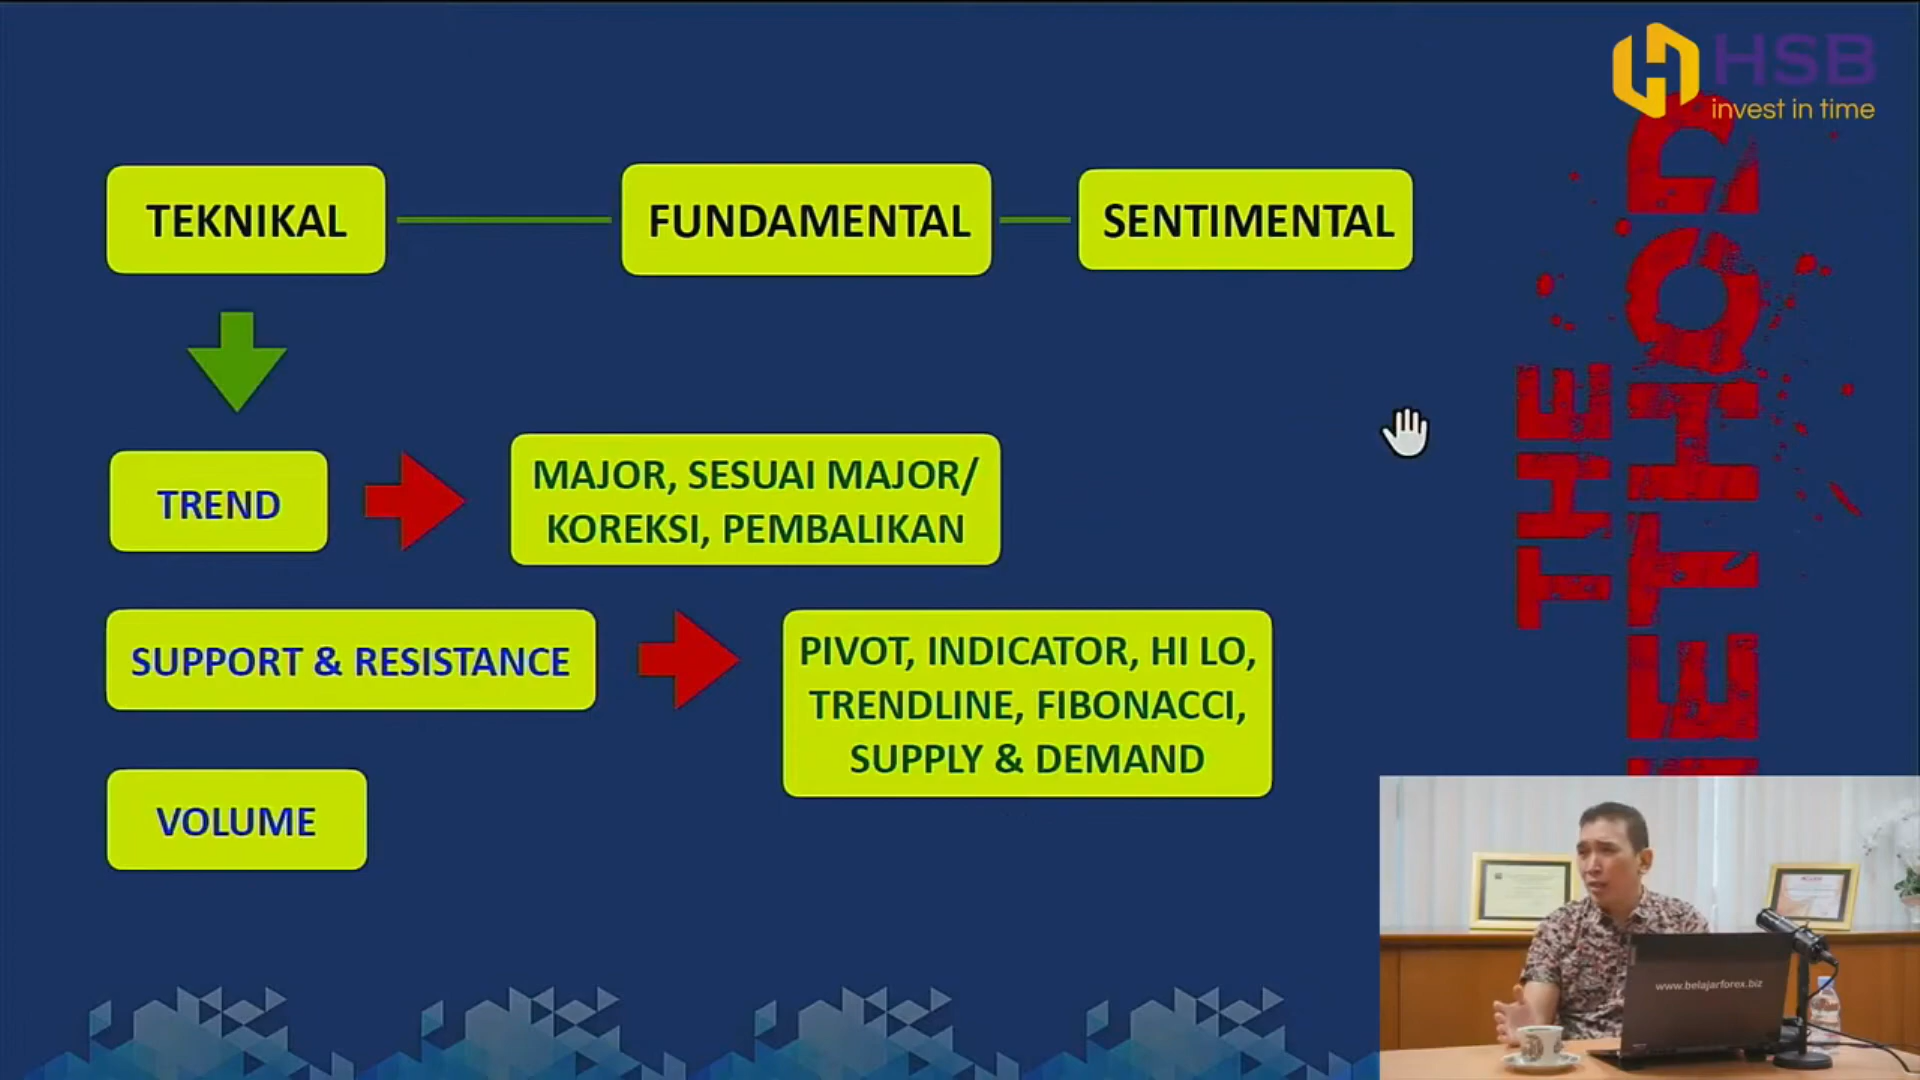 HSB
invest in time
TEKNIKAL
FUNDAMENTAL
SENTIMENTAL
THE
METHOD
TREND
MAJOR, SESUAI MAJOR/
KOREKSI, PEMBALIKAN
SUPPORT & RESISTANCE
PIVOT, INDICATOR, HI LO,
TRENDLINE, FIBONACCI,
SUPPLY & DEMAND
VOLUME
www.belajarforex.biz